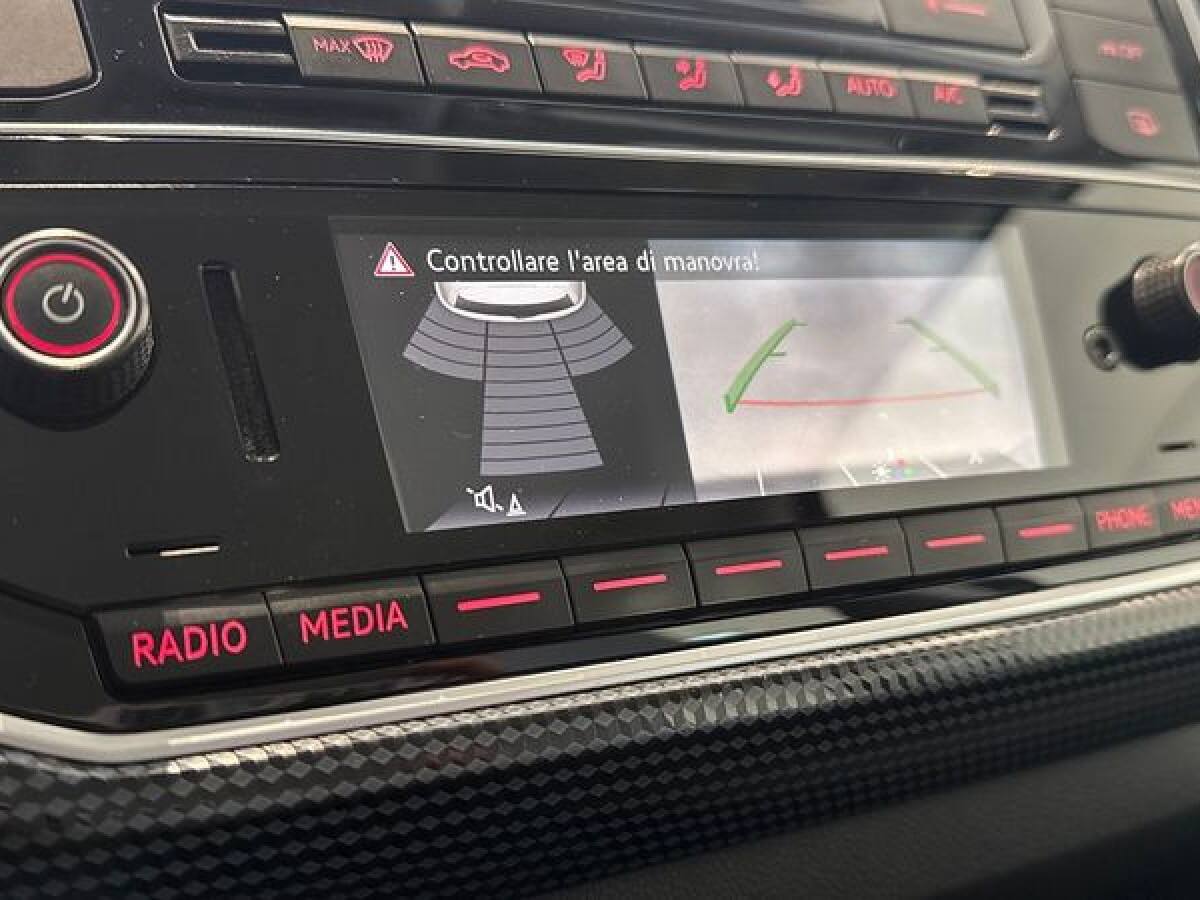 MAX
AUTO
A/C
Controllare l'area di manovra!
RADIO
MEDIA
PHONE